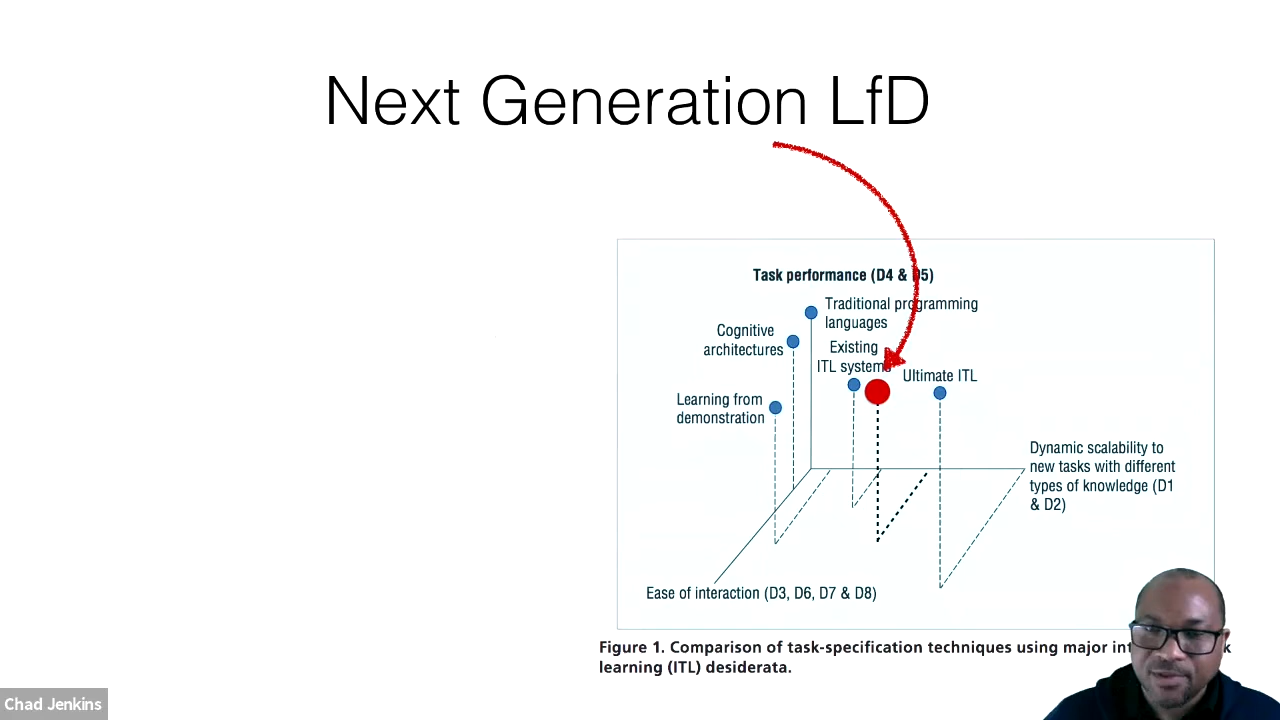 Next Generation LfD
Task performance (D4 & D5)
Traditional programming
languages
Cognitive
architectures
Existing
ITL systems
Ultimate ITL
Learning from
demonstration
Dynamic scalability to
new tasks with different
types of knowledge (D1
& D2)
Ease of interaction (D3, D6, D7 & D8)
Figure 1. Comparison of task-specification techniques using major
learning (ITL) desiderata.
Chad Jenkins